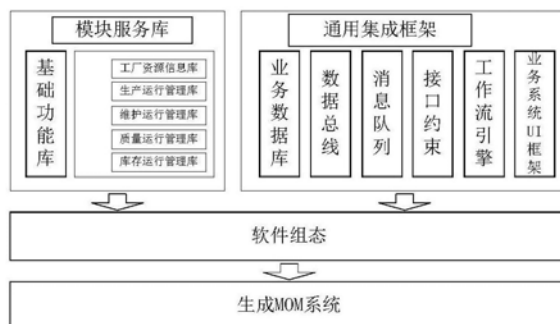 模块服务库
基础功能库
工厂资源信息库
生产运行管理库
维护运行管理库
质量运行管理库
库存运行管理库
通用集成框架
业务数据库
数据总线
消息队列
接口约束
工作流引擎
业务系统UI框架
软件组态
生成MOM系统